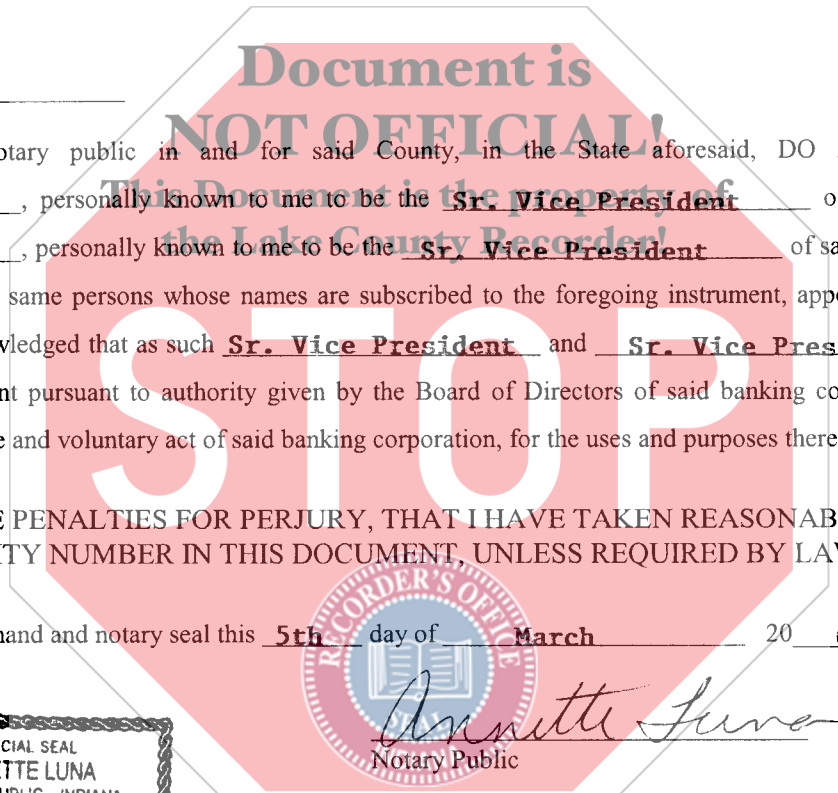 Document is
NOT OFFICIAL!
otary public in and for said County, in the State aforesaid, DO
This Document is the property of
, personally known to me to be the Sr. Vice President o
the Lake County Recorder!
, personally known to me to be the Sr. Vice President of sa
same persons whose names are subscribed to the foregoing instrument, appe
wledged that as such Sr. Vice President and Sr. Vice Pres
STOP
nt pursuant to authority given by the Board of Directors of said banking co
e and voluntary act of said banking corporation, for the uses and purposes there
E PENALTIES FOR PERJURY, THAT I HAVE TAKEN REASONAB
ITY NUMBER IN THIS DOCUMENT, UNLESS REQUIRED BY LA
RECORDER'S OFFICE
hand and notary seal this 5th day of March 20
SEAL
INDIANA
Annette Luna
Notary Public
CIAL SEAL
TTE LUNA